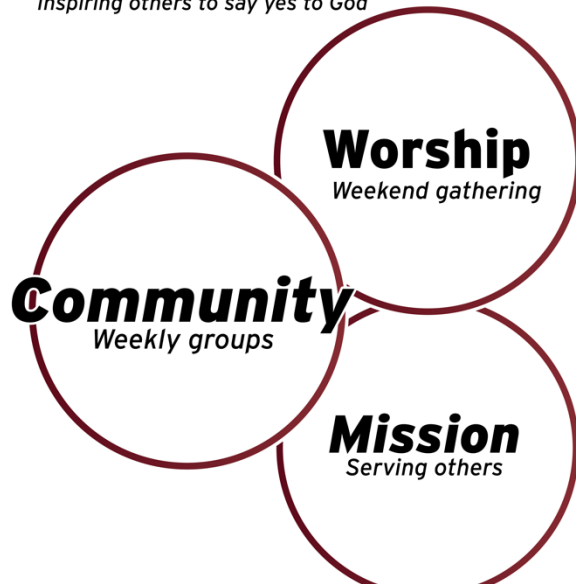 inspiring others to say yes to God
Worship
Weekend gathering
Community
Weekly groups
Mission
Serving others